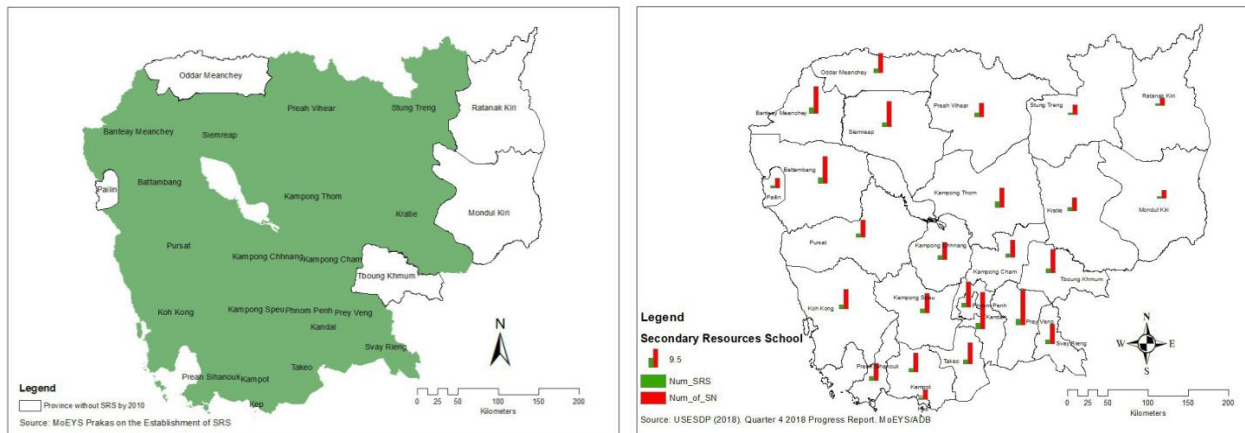 Oddar Meanchey
Preah Vihear
Stung Treng
Ratanak Kiri
Banteay Meanchey
Siemreap
Pailin
Battambang
Kampong Thom
Kratie
Mondul Kiri
Pursat
Kampong Chhnang
Kampong Cham
Tboung Khmum
Koh Kong
Kampong Speu
Phnom Penh
Prey Veng
Kandal
Svay Rieng
Takeo
Preah Sihanouk
Kampot
Kep
N
Legend
Province without SRS by 2010
Source: MoEYS Prakas on the Establishment of SRS
0 25 50 100 150 200
Kilometers
Oddar Meanchey
Banteay Meanchey
Siemreap
Preah Vihear
Stung Treng
Ratanak Kiri
Battambang
Pailin
Kampong Thom
Kratie
Mondul Kiri
Pursat
Kampong Chhnang
Kampong Cham
Tboung Khmum
Koh Kong
Kampong Speu
Phnom Penh
Kandal
Prey Veng
Svay Rieng
Takeo
Preah Sihanouk
Kampot
N
W E
S
Legend
Secondary Resources School
9.5
Num_SRS
Num_of_SN
Source: USESDP (2018). Quarter 4 2018 Progress Report. MoEYS/ADB
0 25 50 100 150 200
Kilometers